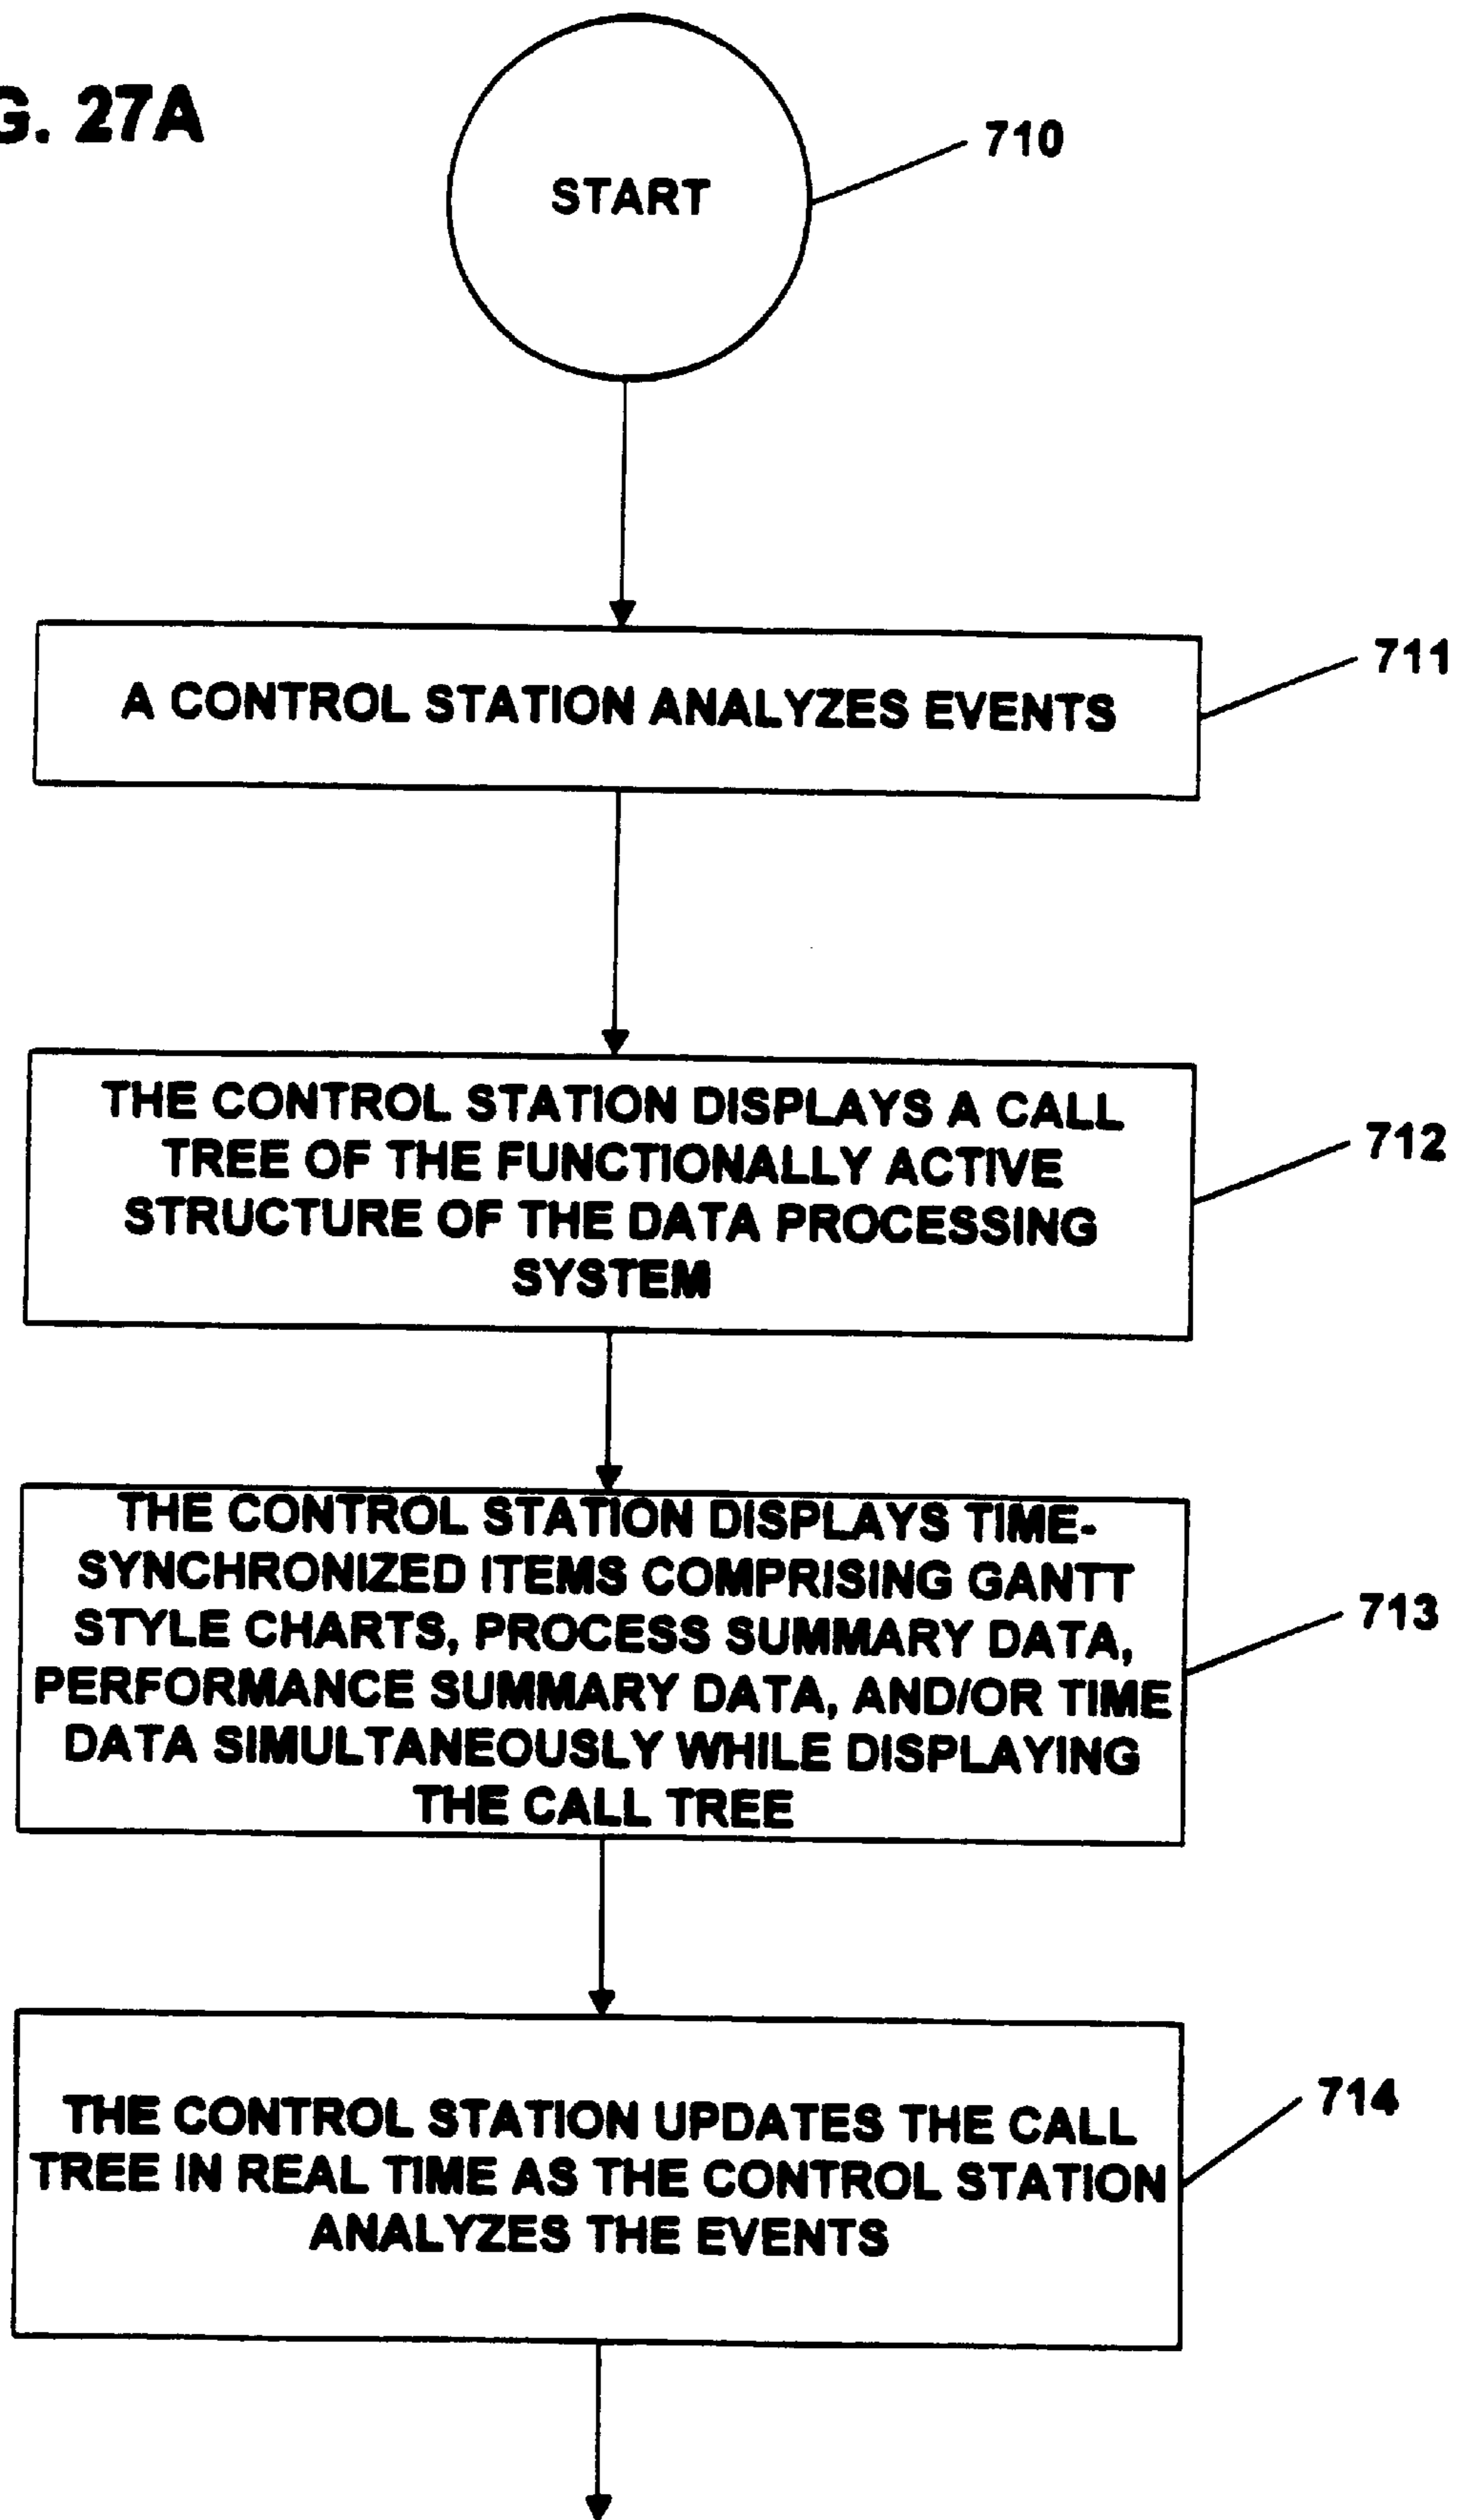 G. 27A
START
710
A CONTROL STATION ANALYZES EVENTS
711
THE CONTROL STATION DISPLAYS A CALL
TREE OF THE FUNCTIONALLY ACTIVE
STRUCTURE OF THE DATA PROCESSING
SYSTEM
712
THE CONTROL STATION DISPLAYS TIME-
SYNCHRONIZED ITEMS COMPRISING GANTT
STYLE CHARTS, PROCESS SUMMARY DATA,
PERFORMANCE SUMMARY DATA, AND/OR TIME
DATA SIMULTANEOUSLY WHILE DISPLAYING
THE CALL TREE
713
THE CONTROL STATION UPDATES THE CALL
TREE IN REAL TIME AS THE CONTROL STATION
ANALYZES THE EVENTS
714